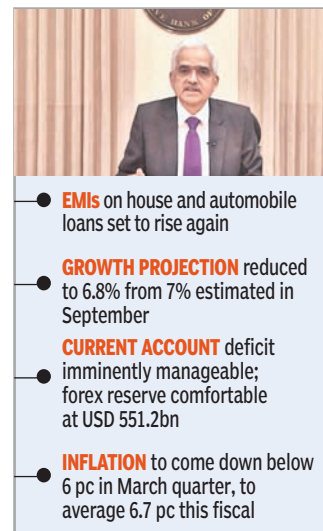 EMIs on house and automobile
loans set to rise again
GROWTH PROJECTION reduced
to 6.8% from 7% estimated in
September
CURRENT ACCOUNT deficit
imminently manageable;
forex reserve comfortable
at USD 551.2bn
INFLATION to come down below
6 pc in March quarter, to
average 6.7 pc this fiscal